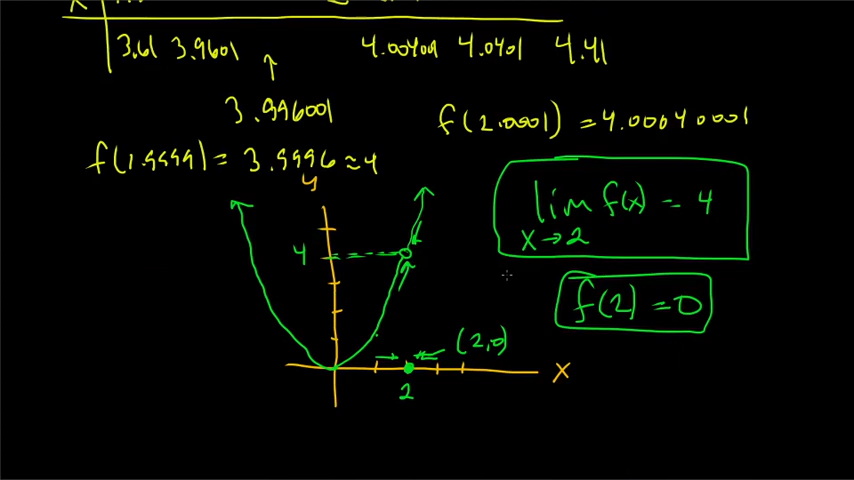 3.61 3.9601 4.00400 4.0401 4.41
3.996001
f(2.0001) = 4.00040001
f(1.9999) = 3.9996 ≈ 4
y
lim f(x) = 4
x→2
4
f(2) = 0
(2,0)
x
2